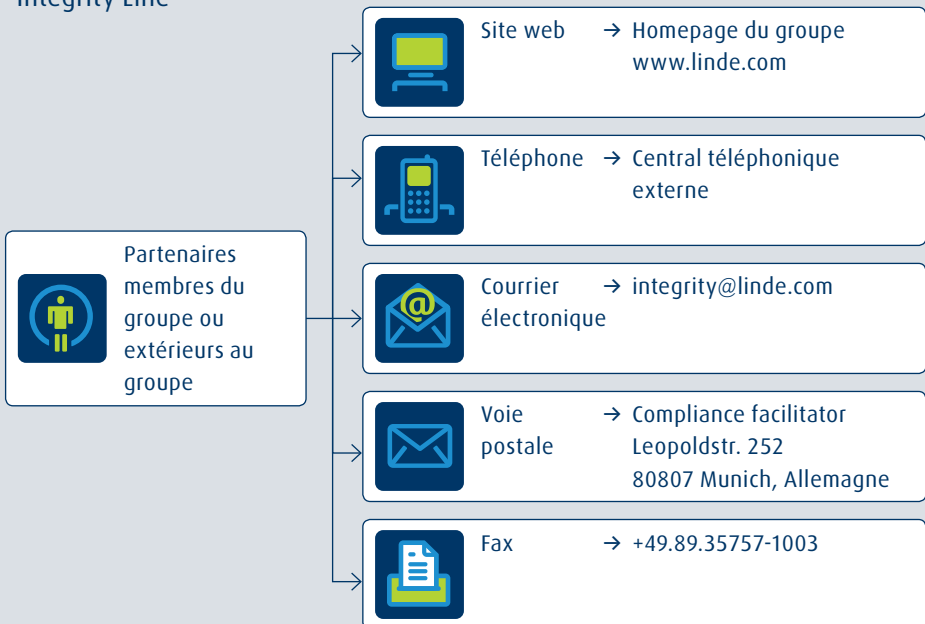 Integrity Line
Site web → Homepage du groupe
www.linde.com
Téléphone → Central téléphonique
externe
Partenaires
membres du
groupe ou
extérieurs au
groupe
Courrier → integrity@linde.com
électronique
Voie → Compliance facilitator
postale Leopoldstr. 252
80807 Munich, Allemagne
Fax → +49.89.35757-1003